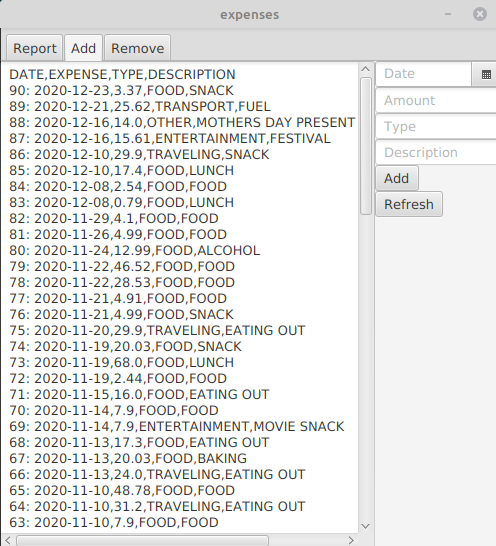 expenses
Report Add Remove
DATE,EXPENSE,TYPE,DESCRIPTION
90: 2020-12-23,3.37,FOOD,SNACK
89: 2020-12-21,25.62,TRANSPORT,FUEL
88: 2020-12-16,14.0,OTHER,MOTHERS DAY PRESENT
87: 2020-12-16,15.61,ENTERTAINMENT,FESTIVAL
86: 2020-12-10,29.9,TRAVELING,SNACK
85: 2020-12-10,17.4,FOOD,LUNCH
84: 2020-12-08,2.54,FOOD,FOOD
83: 2020-12-08,0.79,FOOD,LUNCH
82: 2020-11-29,4.1,FOOD,FOOD
81: 2020-11-26,4.99,FOOD,FOOD
80: 2020-11-24,12.99,FOOD,ALCOHOL
79: 2020-11-22,46.52,FOOD,FOOD
78: 2020-11-22,28.53,FOOD,FOOD
77: 2020-11-21,4.91,FOOD,FOOD
76: 2020-11-21,4.99,FOOD,SNACK
75: 2020-11-20,29.9,TRAVELING,EATING OUT
74: 2020-11-19,20.03,FOOD,SNACK
73: 2020-11-19,68.0,FOOD,LUNCH
72: 2020-11-19,2.44,FOOD,FOOD
71: 2020-11-15,16.0,FOOD,EATING OUT
70: 2020-11-14,7.9,FOOD,FOOD
69: 2020-11-14,7.9,ENTERTAINMENT,MOVIE SNACK
68: 2020-11-13,17.3,FOOD,EATING OUT
67: 2020-11-13,20.03,FOOD,BAKING
66: 2020-11-13,24.0,TRAVELING,EATING OUT
65: 2020-11-10,48.78,FOOD,FOOD
64: 2020-11-10,31.2,TRAVELING,EATING OUT
63: 2020-11-10,7.9,FOOD,FOOD
Date
Amount
Type
Description
Add
Refresh